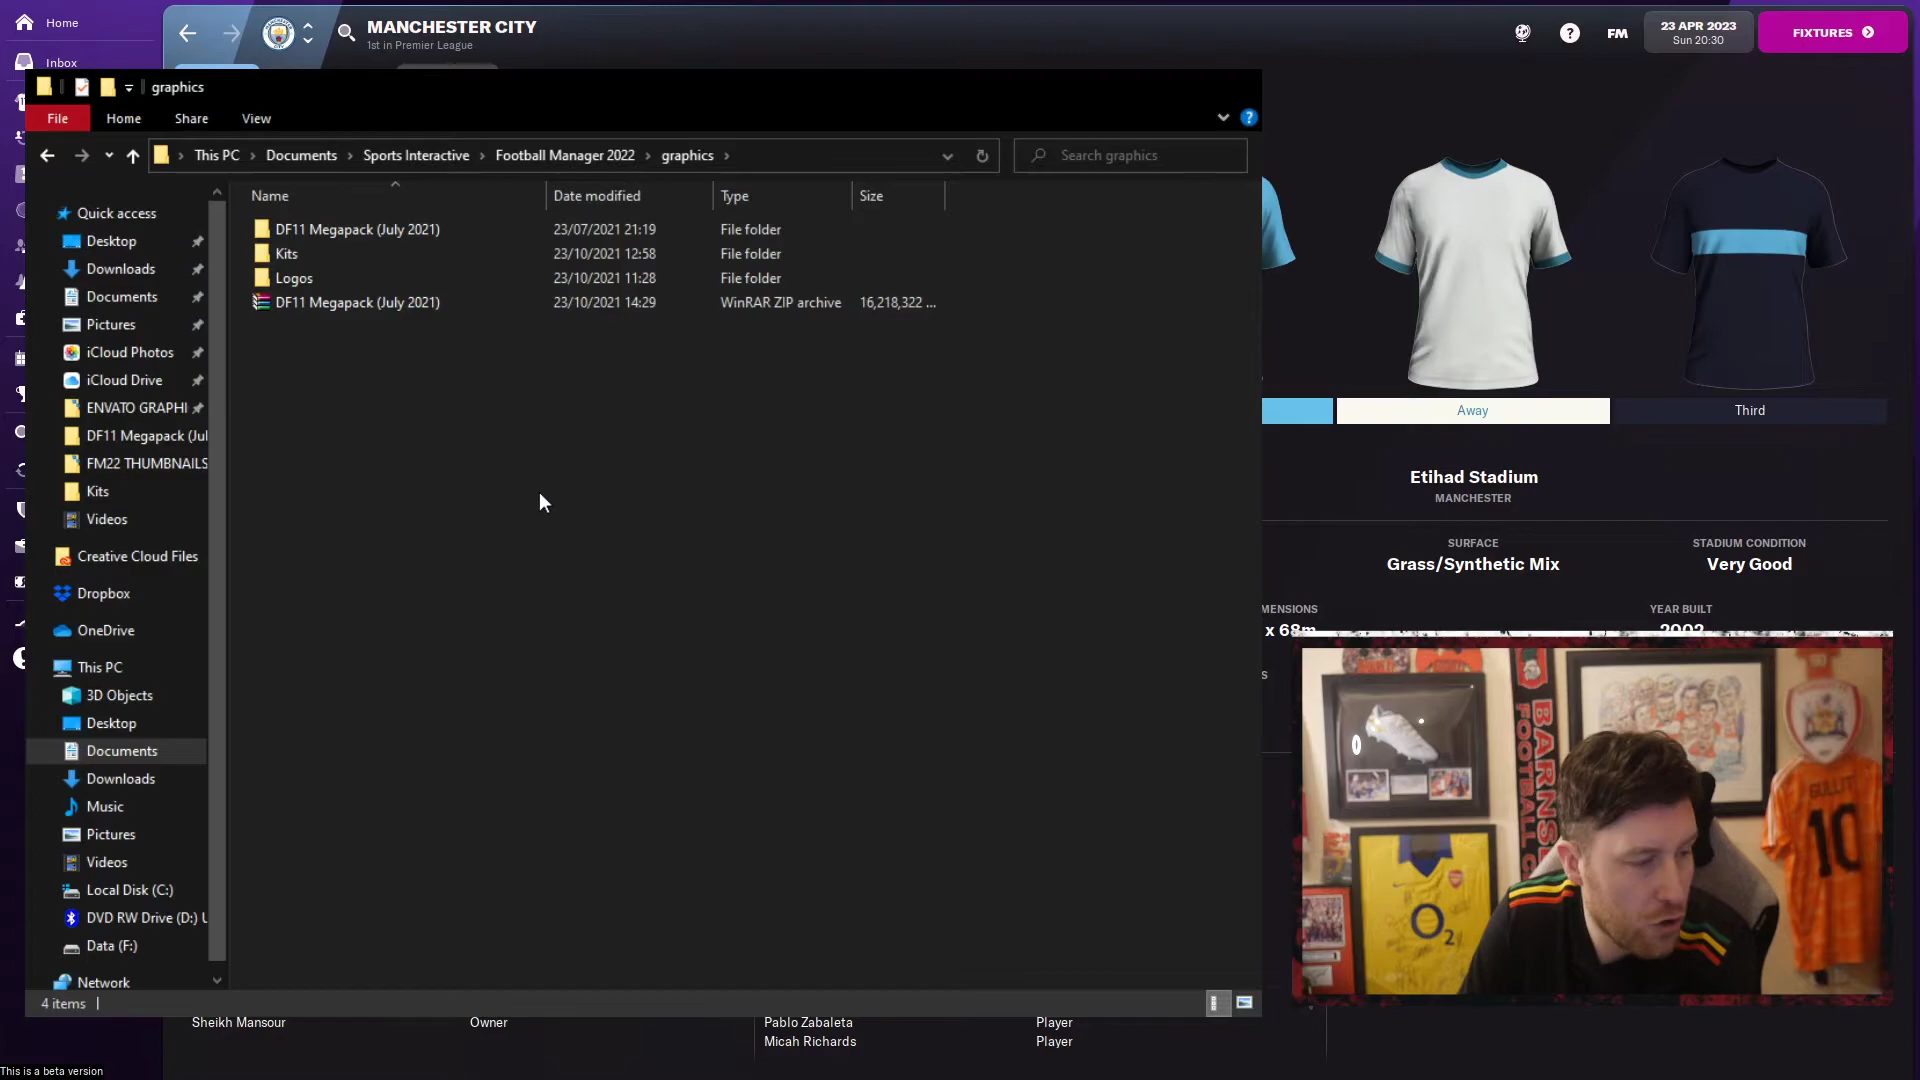 Home
MANCHESTER CITY
1st in Premier League
FM
23 APR 2023
Sun 20:30
FIXTURES
Inbox
graphics
File
Home
Share
View
This PC
Documents
Sports Interactive
Football Manager 2022
graphics
Search graphics
Name
Date modified
Type
Size
DF11 Megapack (July 2021)
23/07/2021 21:19
File folder
Kits
23/10/2021 12:58
File folder
Logos
23/10/2021 11:28
File folder
DF11 Megapack (July 2021)
23/10/2021 14:29
WinRAR ZIP archive
16,218,322 ...
Quick access
Desktop
Downloads
Documents
Pictures
iCloud Photos
iCloud Drive
ENVATO GRAPHI
DF11 Megapack (Jul
FM22 THUMBNAILS
Kits
Videos
Creative Cloud Files
Dropbox
OneDrive
This PC
3D Objects
Desktop
Documents
Downloads
Music
Pictures
Videos
Local Disk (C:)
DVD RW Drive (D:) U
Data (F:)
Network
4 items
Away
Third
Etihad Stadium
MANCHESTER
SURFACE
Grass/Synthetic Mix
STADIUM CONDITION
Very Good
MENSIONS
x 68m
YEAR BUILT
2002
S
BARNS
FOOTBALL C
GULLIT
10
O2
Sheikh Mansour
Owner
Pablo Zabaleta
Player
Micah Richards
Player
This is a beta version